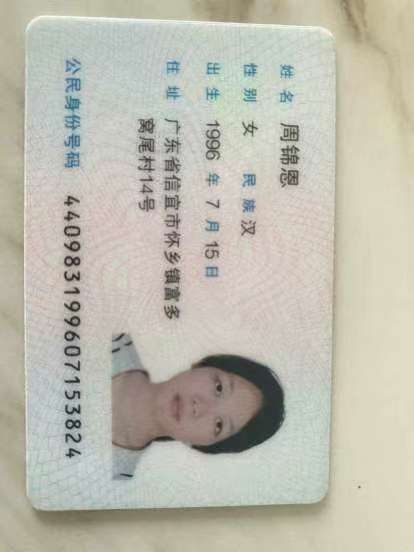 姓名 周锦恩
性别 女 民族 汉
出生 1996 年 7 月 15 日
住址 广东省信宜市怀乡镇富多
窝尾村14号
公民身份号码 440983199607153824